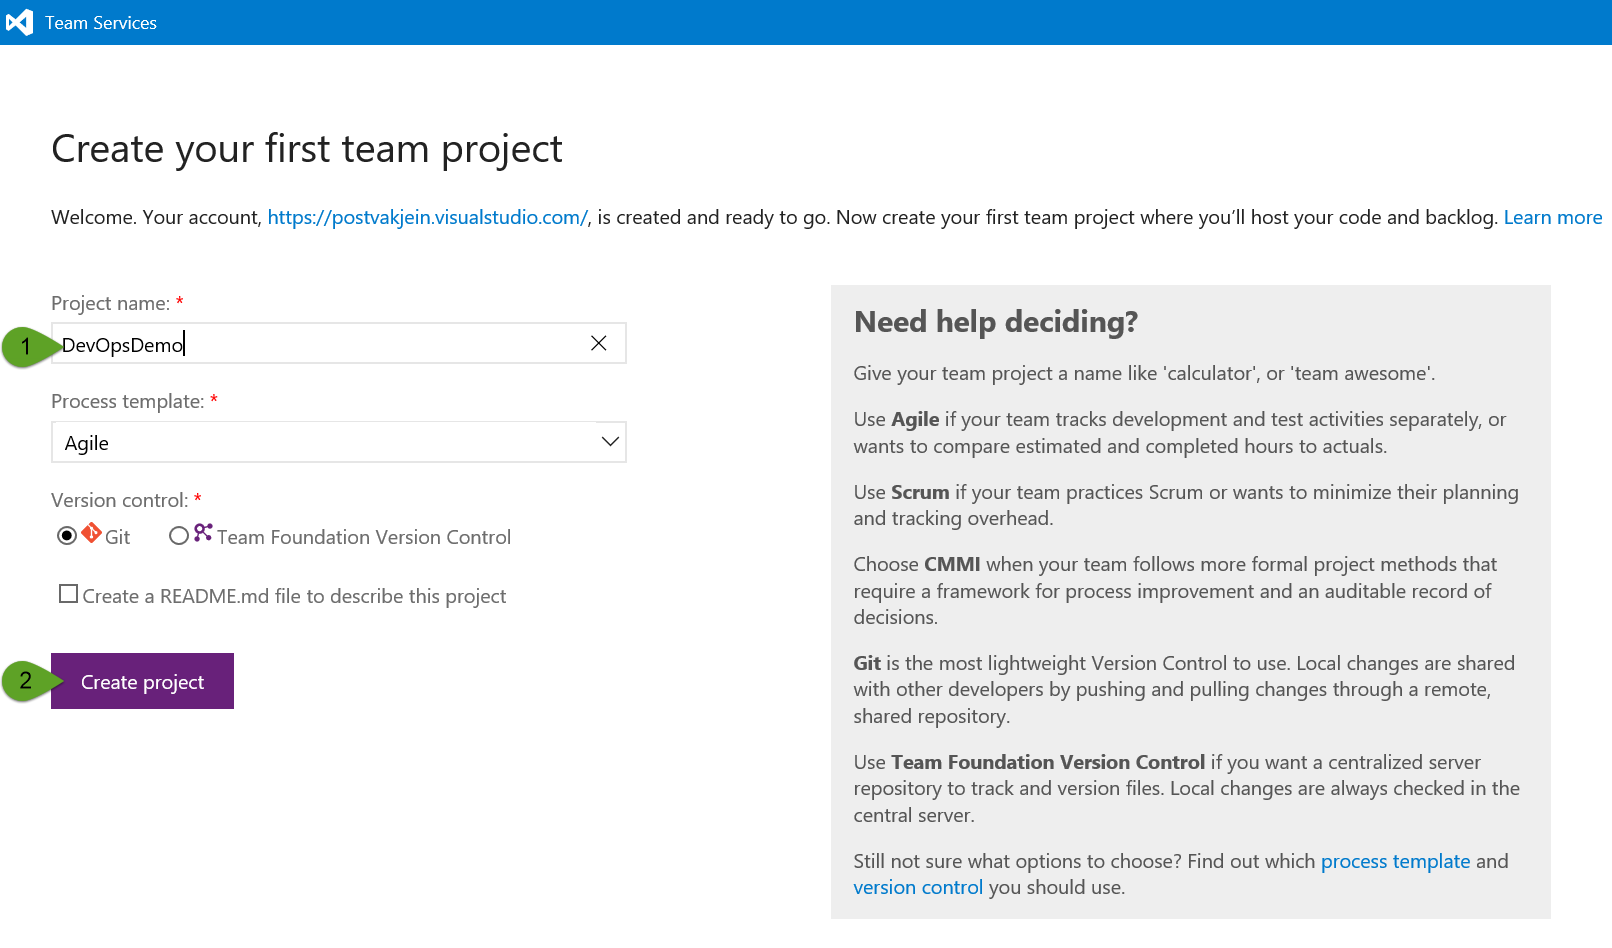 Team Services
Create your first team project
Welcome. Your account, https://postvakjein.visualstudio.com/, is created and ready to go. Now create your first team project where you’ll host your code and backlog. Learn more
Project name: *
1
DevOpsDemo
Process template: *
Agile
Version control: *
Git Team Foundation Version Control
Create a README.md file to describe this project
2
Create project
Need help deciding?
Give your team project a name like 'calculator', or 'team awesome'.
Use Agile if your team tracks development and test activities separately, or
wants to compare estimated and completed hours to actuals.
Use Scrum if your team practices Scrum or wants to minimize their planning
and tracking overhead.
Choose CMMI when your team follows more formal project methods that
require a framework for process improvement and an auditable record of
decisions.
Git is the most lightweight Version Control to use. Local changes are shared
with other developers by pushing and pulling changes through a remote,
shared repository.
Use Team Foundation Version Control if you want a centralized server
repository to track and version files. Local changes are always checked in the
central server.
Still not sure what options to choose? Find out which process template and
version control you should use.